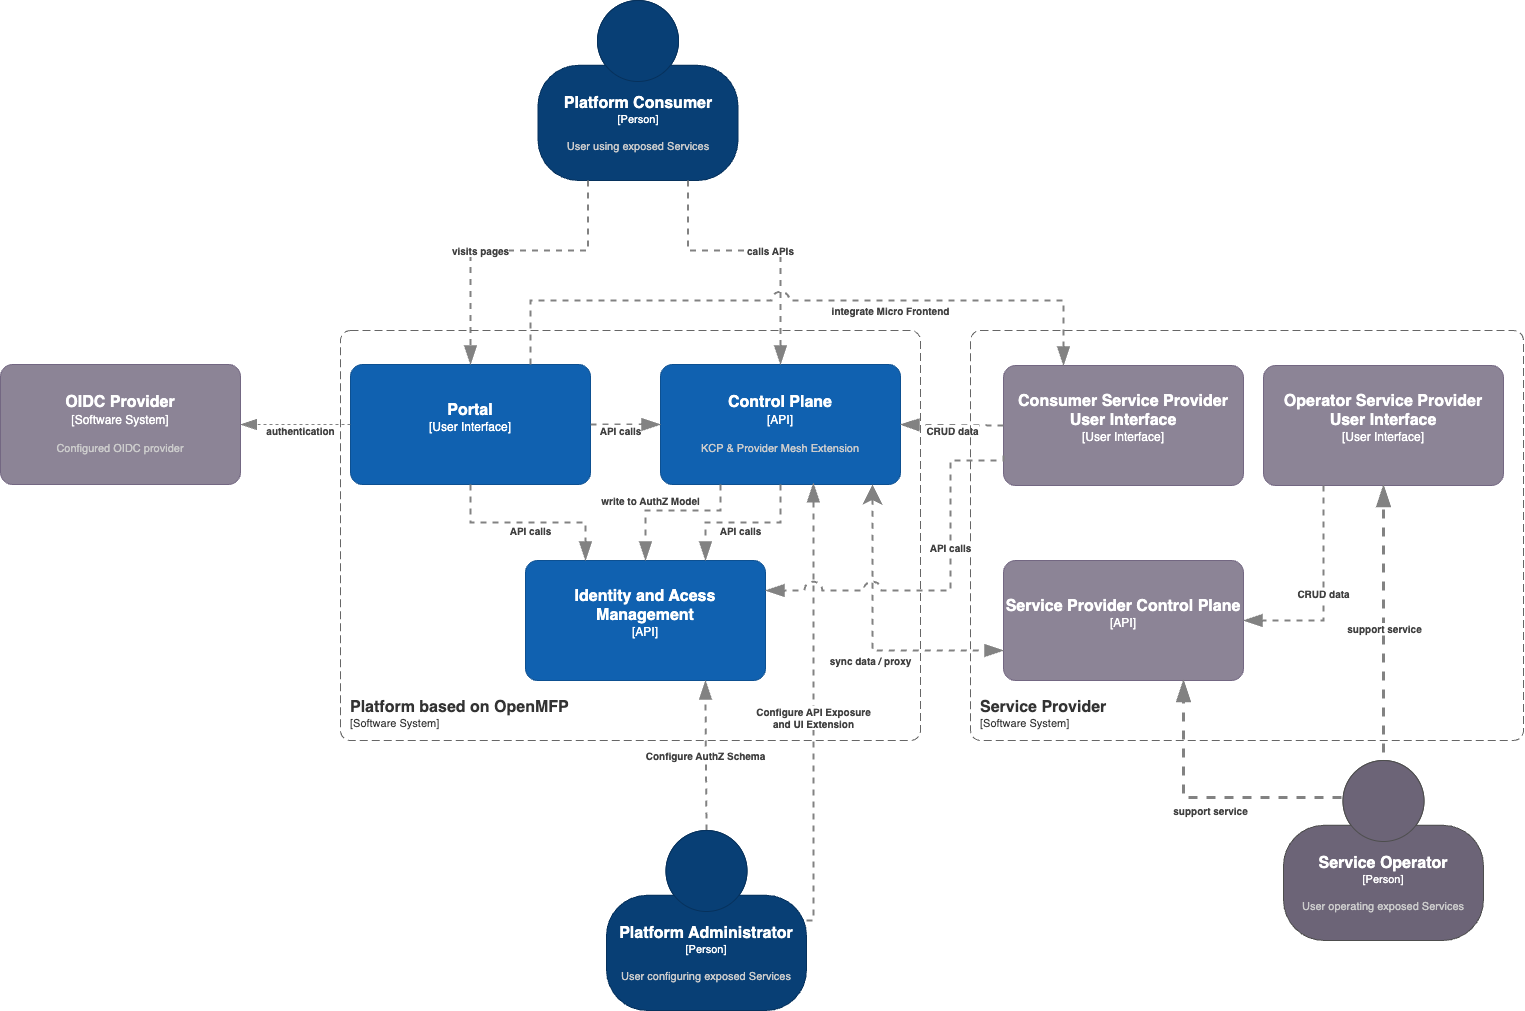 Platform Consumer
[Person]
User using exposed Services
visits pages
calls APIs
integrate Micro Frontend
OIDC Provider
[Software System]
Configured OIDC provider
authentication
Portal
[User Interface]
API calls
Control Plane
[API]
KCP & Provider Mesh Extension
CRUD data
Consumer Service Provider
User Interface
[User Interface]
Operator Service Provider
User Interface
[User Interface]
write to AuthZ Model
API calls
API calls
API calls
Identity and Acess
Management
[API]
Service Provider Control Plane
[API]
CRUD data
support service
sync data / proxy
Platform based on OpenMFP
[Software System]
Configure API Exposure
and UI Extension
Service Provider
[Software System]
Configure AuthZ Schema
support service
Service Operator
[Person]
User operating exposed Services
Platform Administrator
[Person]
User configuring exposed Services